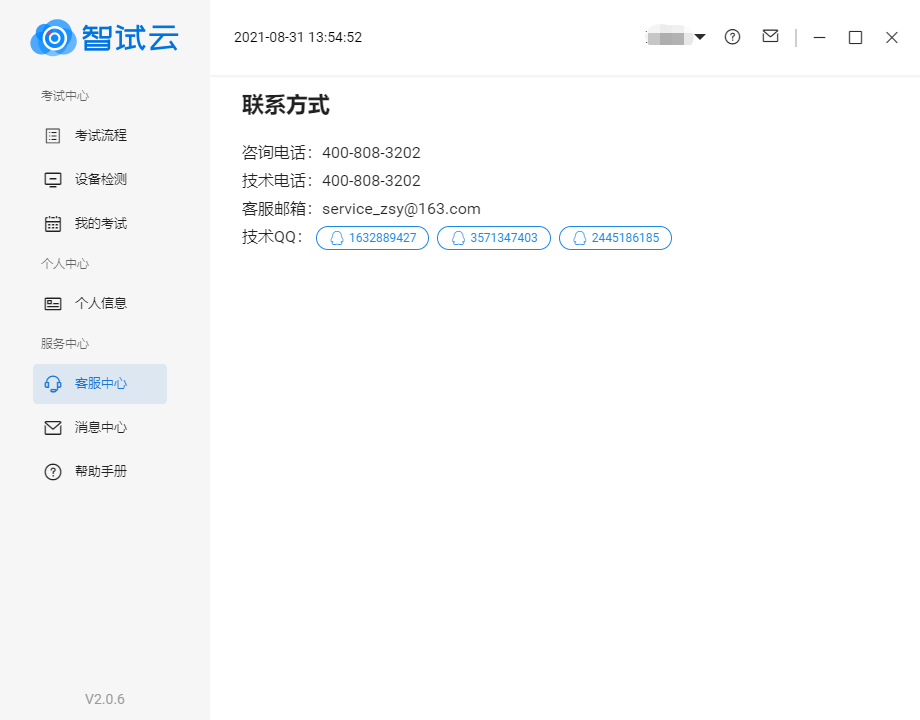 智试云
2021-08-31 13:54:52
考试中心
考试流程
设备检测
我的考试
个人中心
个人信息
服务中心
客服中心
消息中心
帮助手册
V2.0.6
联系方式
咨询电话：400-808-3202
技术电话：400-808-3202
客服邮箱：service_zsy@163.com
技术QQ： 1632889427 3571347403 2445186185